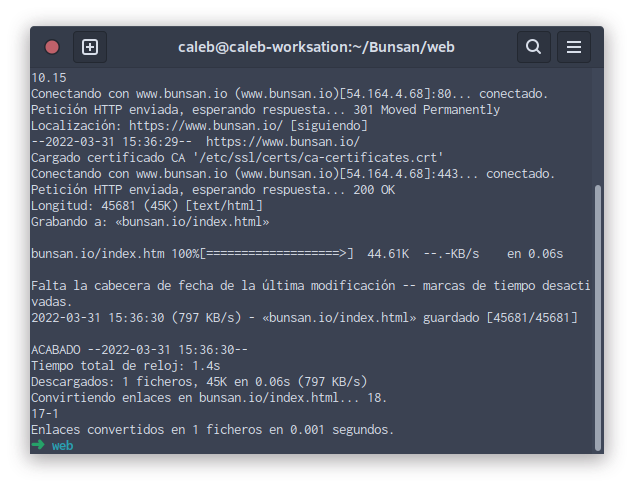 caleb@caleb-worksation:~/Bunsan/web
10.15
Conectando con www.bunsan.io (www.bunsan.io)[54.164.4.68]:80... conectado.
Petición HTTP enviada, esperando respuesta... 301 Moved Permanently
Localización: https://www.bunsan.io/ [siguiendo]
--2022-03-31 15:36:29--  https://www.bunsan.io/
Cargado certificado CA '/etc/ssl/certs/ca-certificates.crt'
Conectando con www.bunsan.io (www.bunsan.io)[54.164.4.68]:443... conectado.
Petición HTTP enviada, esperando respuesta... 200 OK
Longitud: 45681 (45K) [text/html]
Grabando a: «bunsan.io/index.html»
bunsan.io/index.htm 100%[===================>]  44.61K  --.-KB/s    en 0.06s
Falta la cabecera de fecha de la última modificación -- marcas de tiempo desacti
vadas.
2022-03-31 15:36:30 (797 KB/s) - «bunsan.io/index.html» guardado [45681/45681]
ACABADO --2022-03-31 15:36:30--
Tiempo total de reloj: 1.4s
Descargados: 1 ficheros, 45K en 0.06s (797 KB/s)
Convirtiendo enlaces en bunsan.io/index.html... 18.
17-1
Enlaces convertidos en 1 ficheros en 0.001 segundos.
➜ web